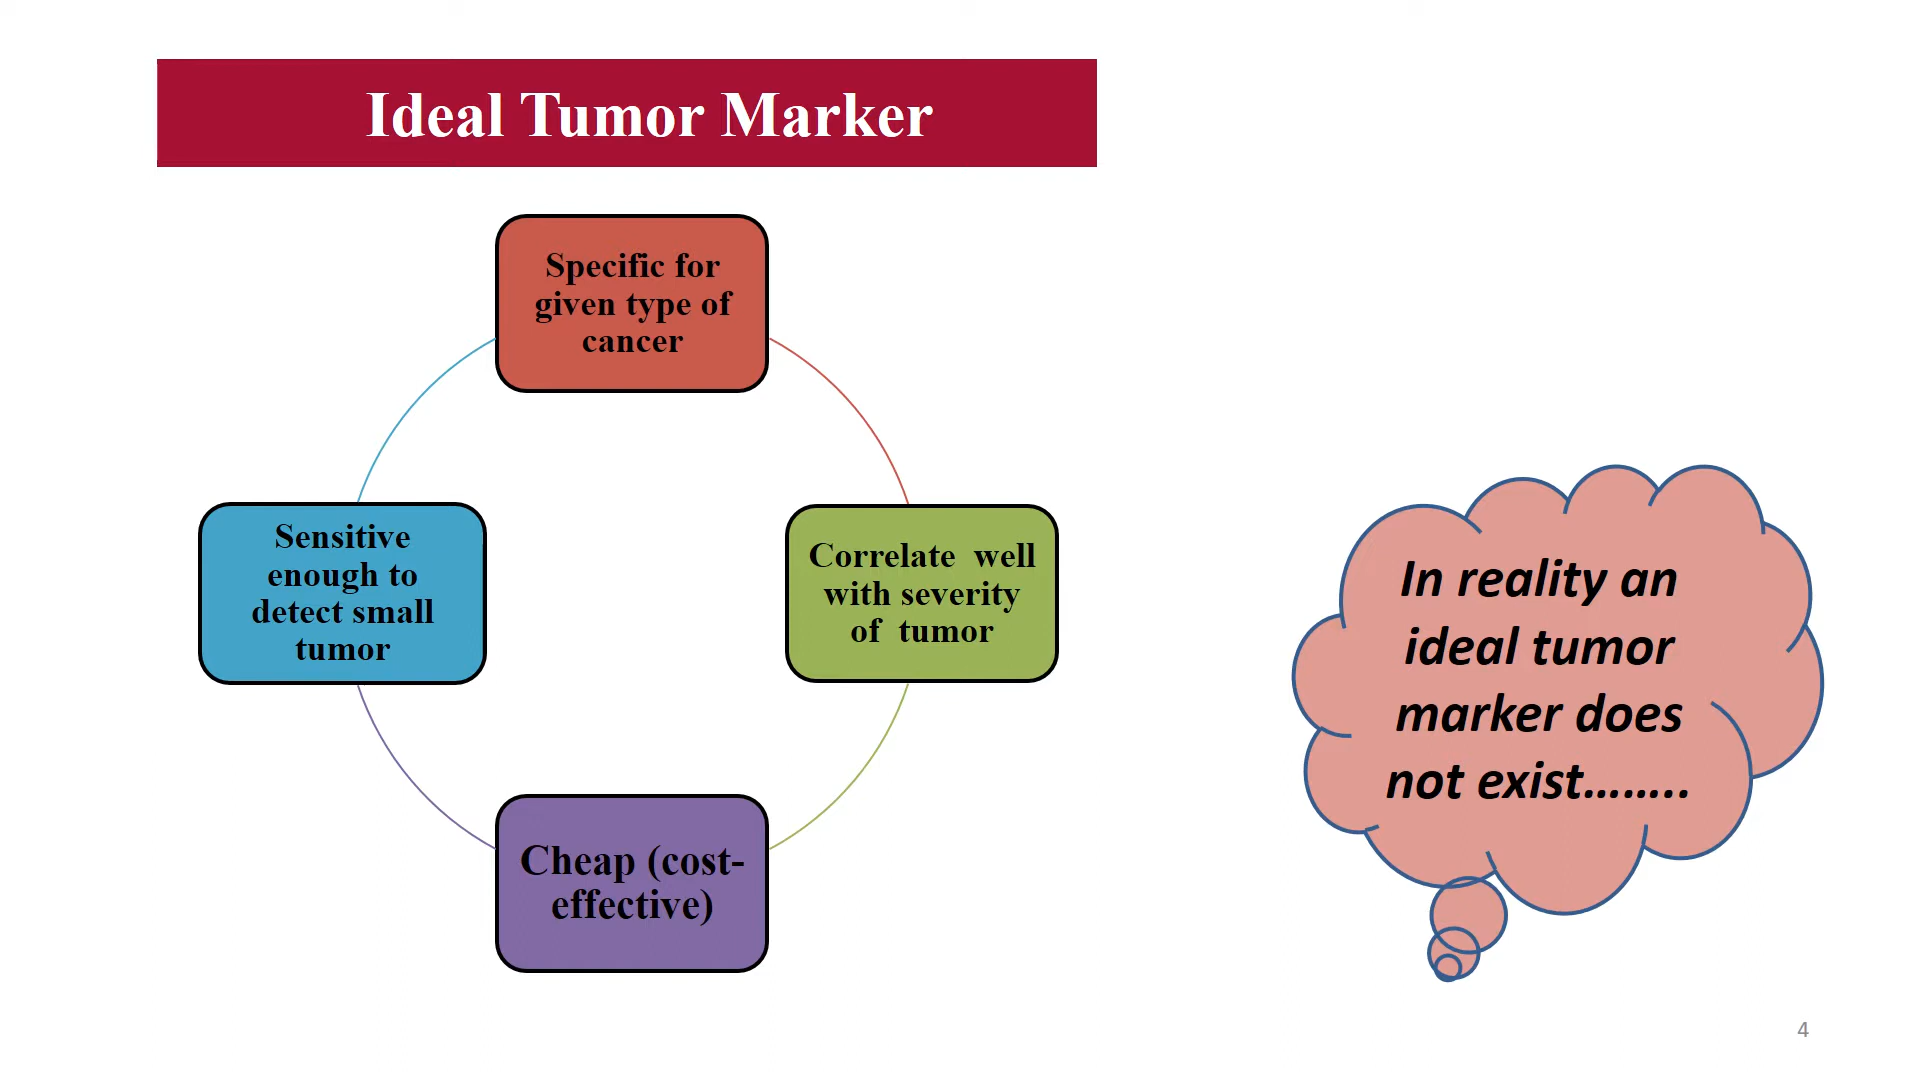 Ideal Tumor Marker
Specific for
given type of
cancer
Correlate well
with severity
of tumor
Cheap (cost-
effective)
Sensitive
enough to
detect small
tumor
In reality an
ideal tumor
marker does
not exist........
4